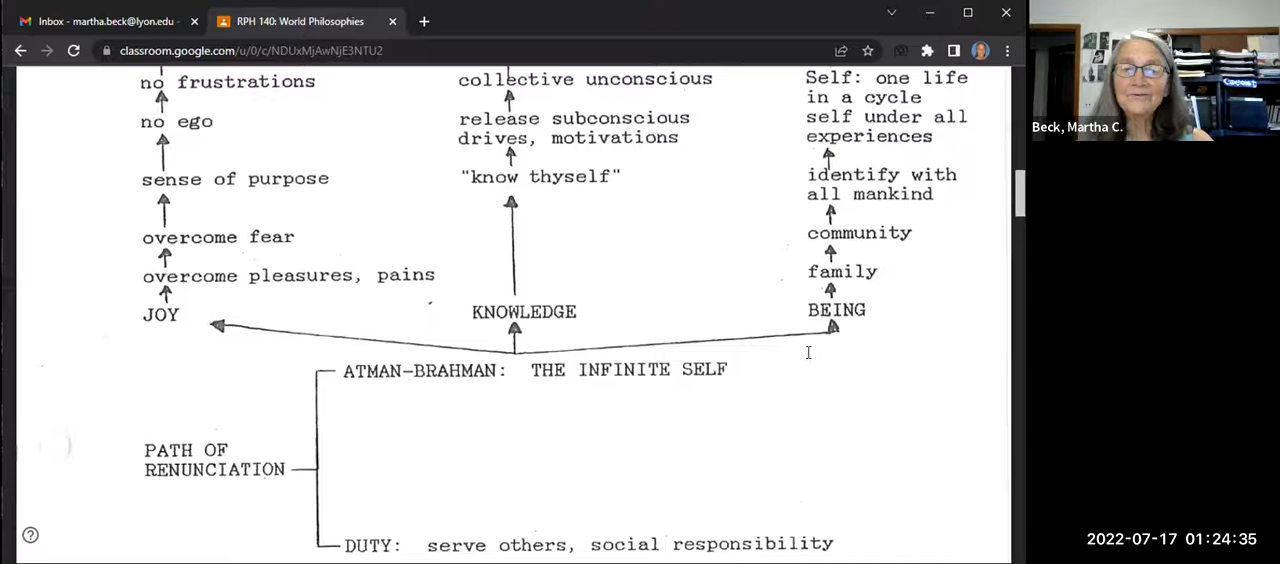 Inbox - martha.beck@lyon.edu -
RPH 140: World Philosophies
classroom.google.com/u/0/c/NDUxMjAwNjE3NTU2
Beck, Martha C.
no frustrations
no ego
sense of purpose
overcome fear
overcome pleasures, pains
JOY
collective unconscious
release subconscious
drives, motivations
"know thyself"
KNOWLEDGE
Self: one life
in a cycle
self under all
experiences
identify with
all mankind
community
family
BEING
ATMAN-BRAHMAN: THE INFINITE SELF
PATH OF
RENUNCIATION
DUTY: serve others, social responsibility
2022-07-17 01:24:35